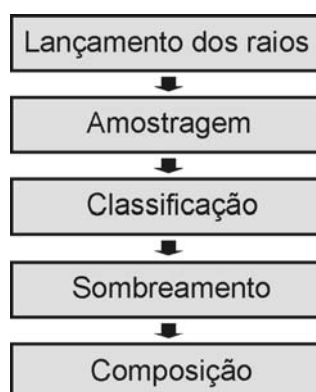 Lançamento dos raios
Amostragem
Classificação
Sombreamento
Composição